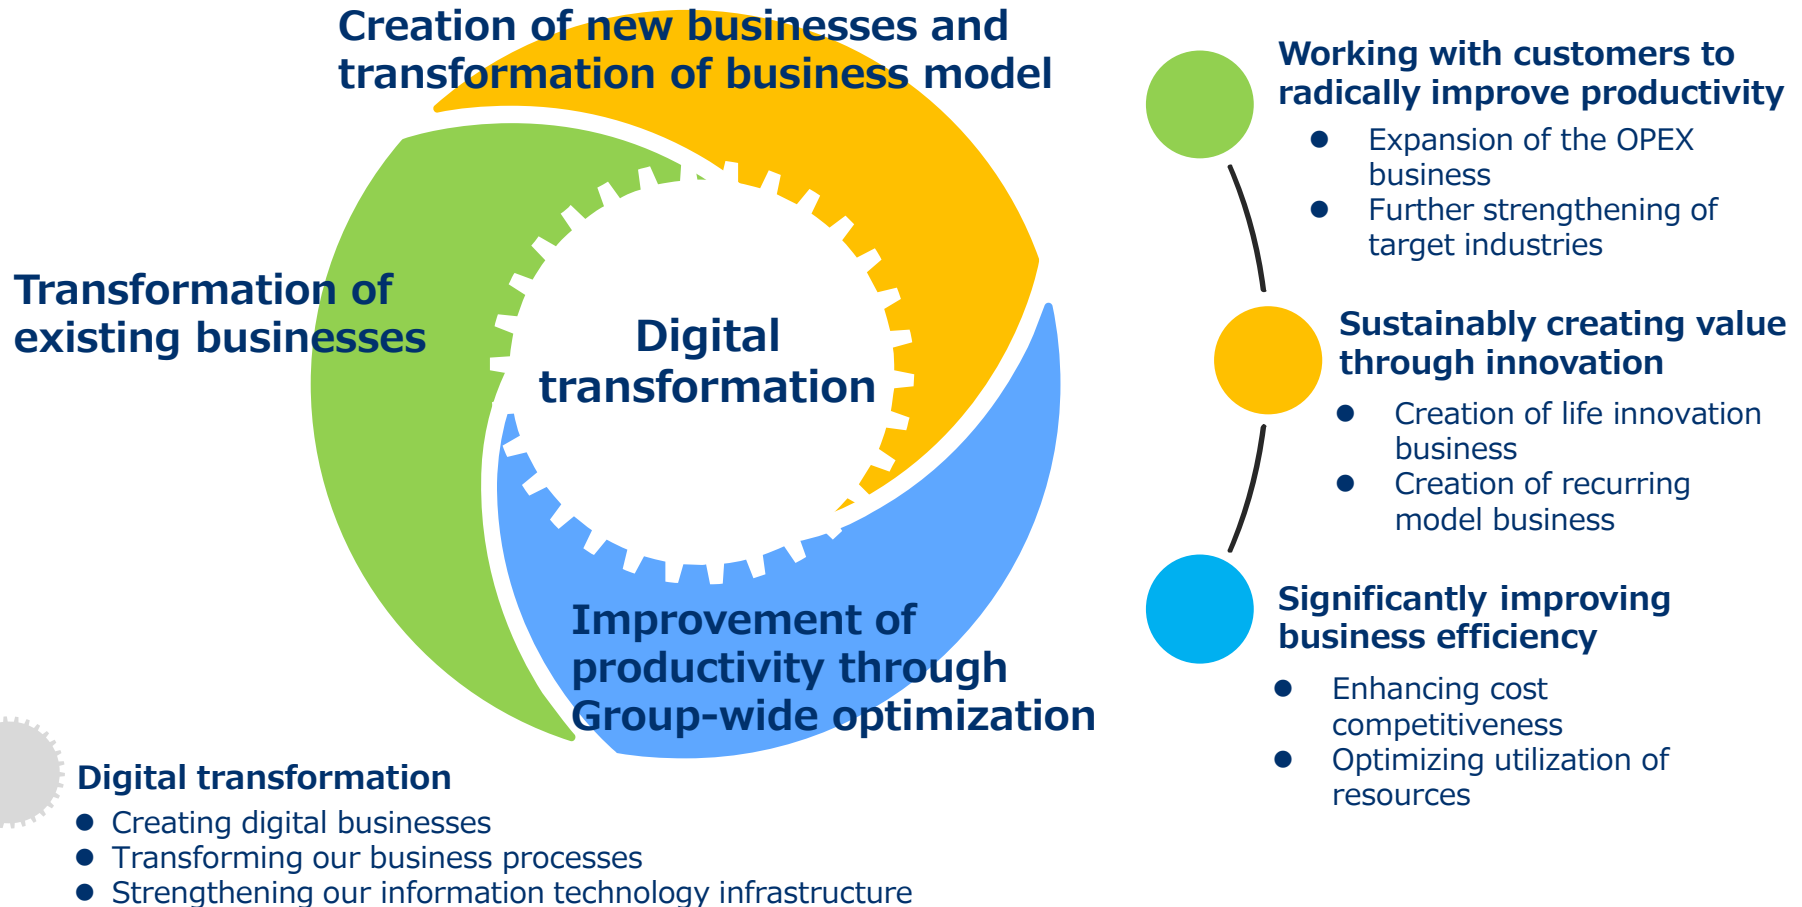 Creation of new businesses and
transformation of business model
Transformation of
existing businesses
Digital
transformation
Improvement of
productivity through
Group-wide optimization
Digital transformation
● Creating digital businesses
● Transforming our business processes
● Strengthening our information technology infrastructure
Working with customers to
radically improve productivity
● Expansion of the OPEX
business
● Further strengthening of
target industries
Sustainably creating value
through innovation
● Creation of life innovation
business
● Creation of recurring
model business
Significantly improving
business efficiency
● Enhancing cost
competitiveness
● Optimizing utilization of
resources